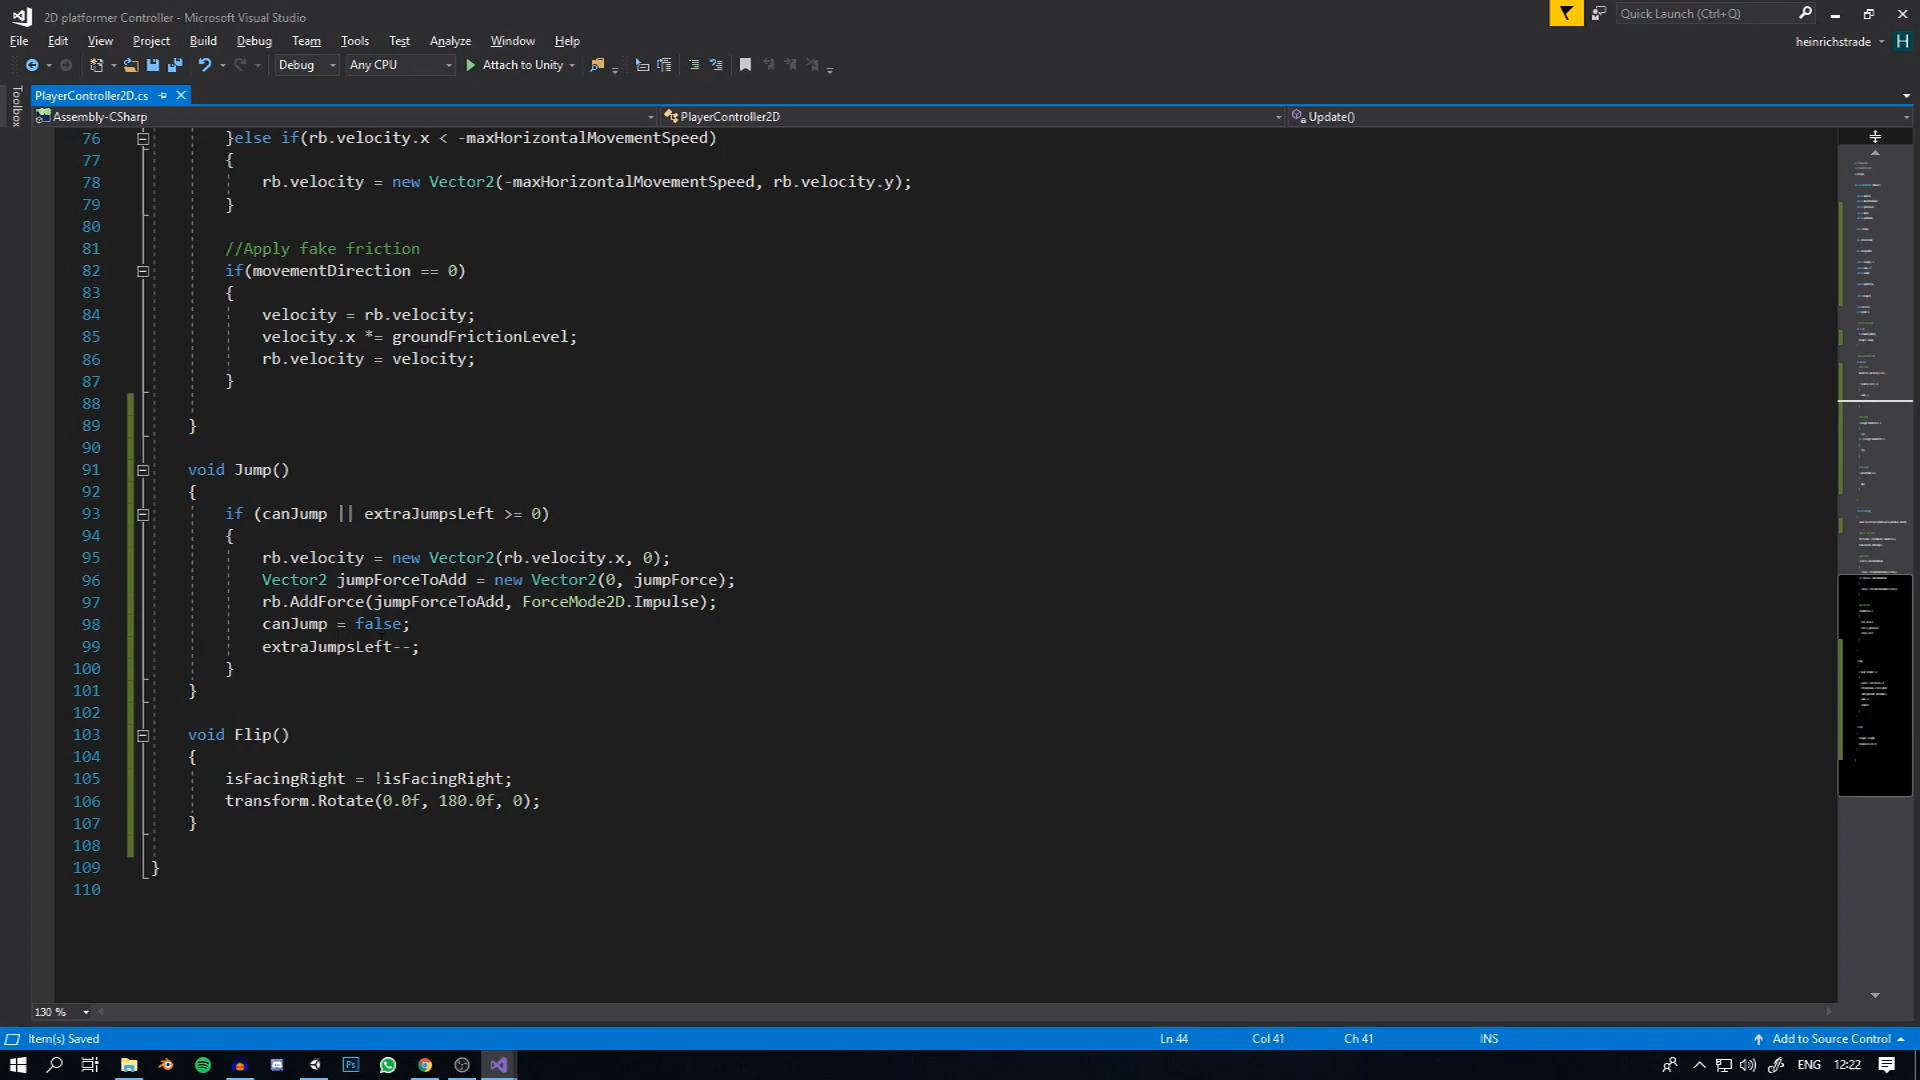 2D platformer Controller - Microsoft Visual Studio
Quick Launch (Ctrl+Q)
File Edit View Project Build Debug Team Tools Test Analyze Window Help
heinrichstrade H
Debug Any CPU Attach to Unity
Toolbox
PlayerController2D.cs
Assembly-CSharp PlayerController2D Update()
76 }else if(rb.velocity.x < -maxHorizontalMovementSpeed)
77 {
78 rb.velocity = new Vector2(-maxHorizontalMovementSpeed, rb.velocity.y);
79 }
80
81 //Apply fake friction
82 if(movementDirection == 0)
83 {
84 velocity = rb.velocity;
85 velocity.x *= groundFrictionLevel;
86 rb.velocity = velocity;
87 }
88
89 }
90
91 void Jump()
92 {
93 if (canJump || extraJumpsLeft >= 0)
94 {
95 rb.velocity = new Vector2(rb.velocity.x, 0);
96 Vector2 jumpForceToAdd = new Vector2(0, jumpForce);
97 rb.AddForce(jumpForceToAdd, ForceMode2D.Impulse);
98 canJump = false;
99 extraJumpsLeft--;
100 }
101 }
102
103 void Flip()
104 {
105 isFacingRight = !isFacingRight;
106 transform.Rotate(0.0f, 180.0f, 0);
107 }
108
109 }
110
130 %
Item(s) Saved Ln 44 Col 41 Ch 41 INS Add to Source Control
Ps ENG 12:22